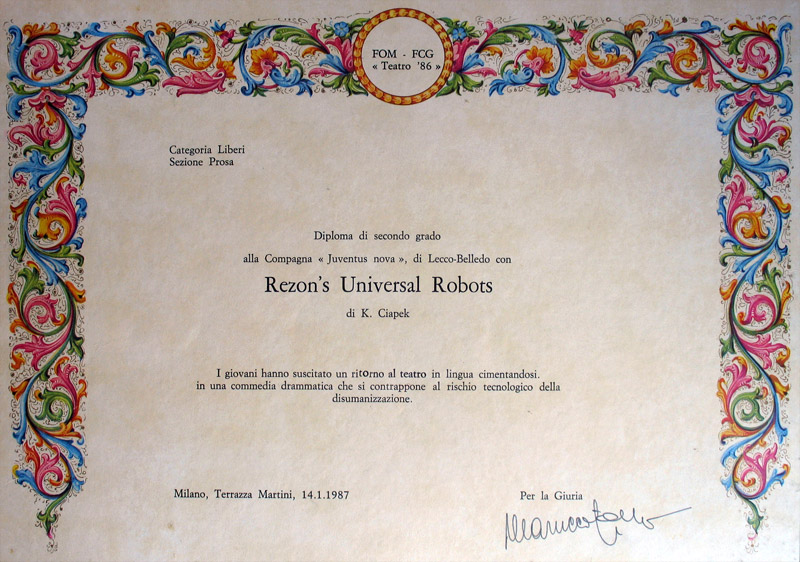 FOM - FCG
« Teatro '86 »
Categoria Liberi
Sezione Prosa
Diploma di secondo grado
alla Compagna « Juventus nova », di Lecco-Belledo con
Rezon's Universal Robots
di K. Ciapek
I giovani hanno suscitato un ritorno al teatro in lingua cimentandosi.
in una commedia drammatica che si contrappone al rischio tecnologico della
disumanizzazione.
Milano, Terrazza Martini, 14.1.1987
Per la Giuria